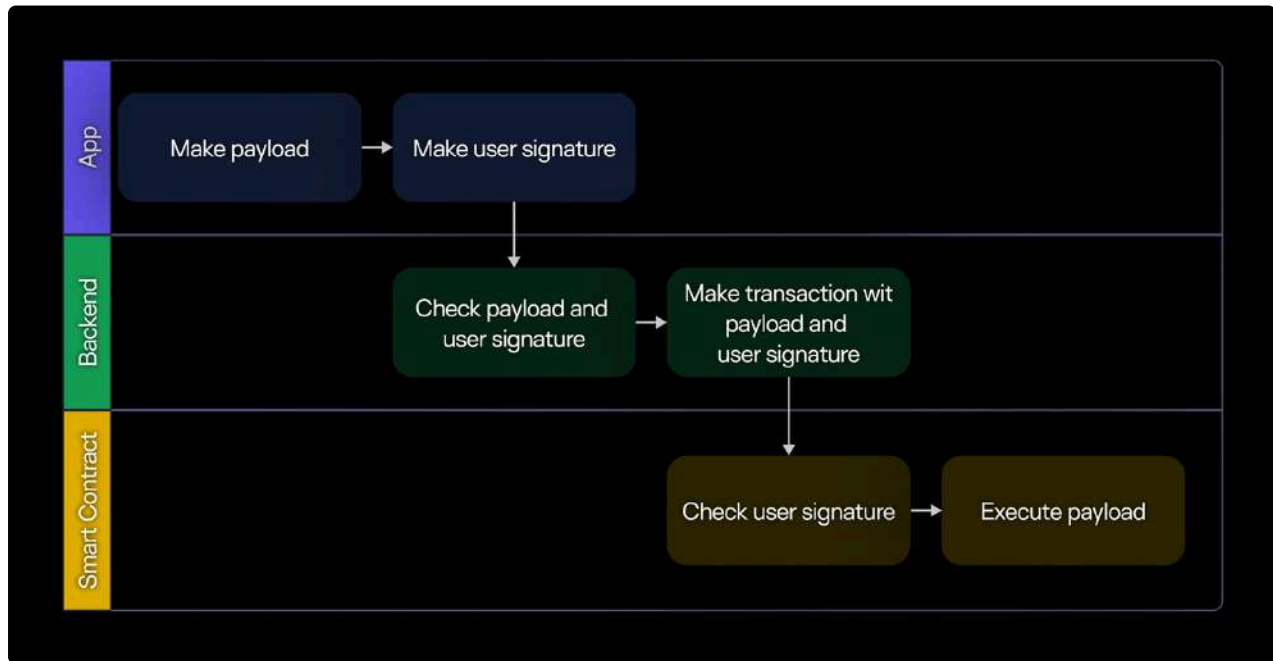 App
Make payload
Make user signature
Backend
Check payload and
user signature
Make transaction wit
payload and
user signature
Smart Contract
Check user signature
Execute payload